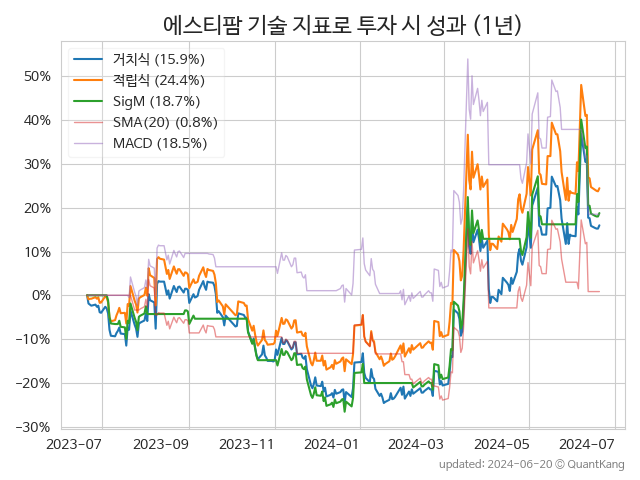 에스티팜 기술 지표로 투자 시 성과 (1년)
거치식 (15.9%)
적립식 (24.4%)
SigM (18.7%)
SMA(20) (0.8%)
MACD (18.5%)
50%
40%
30%
20%
10%
0%
−10%
−20%
−30%
2023-07 2023-09 2023-11 2024-01 2024-03 2024-05 2024-07
updated: 2024-06-20 © QuantKang